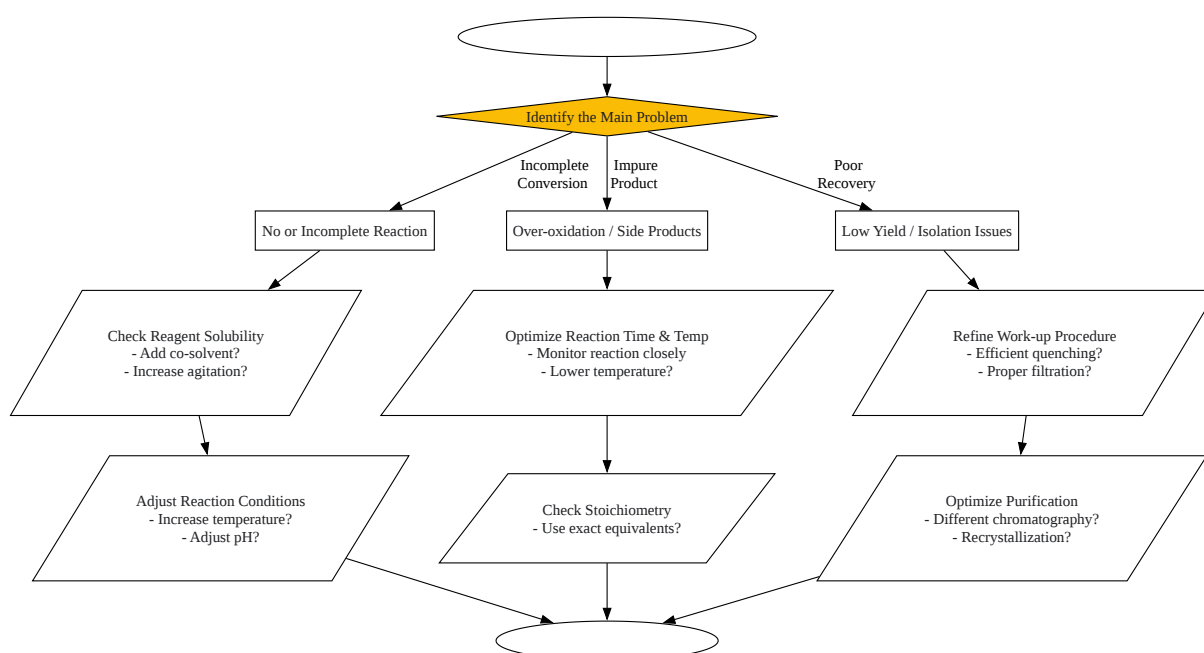 Identify the Main Problem
Incomplete
Conversion
Impure
Product
Poor
Recovery
No or Incomplete Reaction
Over-oxidation / Side Products
Low Yield / Isolation Issues
Check Reagent Solubility
- Add co-solvent?
- Increase agitation?
Optimize Reaction Time & Temp
- Monitor reaction closely
- Lower temperature?
Refine Work-up Procedure
- Efficient quenching?
- Proper filtration?
Adjust Reaction Conditions
- Increase temperature?
- Adjust pH?
Check Stoichiometry
- Use exact equivalents?
Optimize Purification
- Different chromatography?
- Recrystallization?